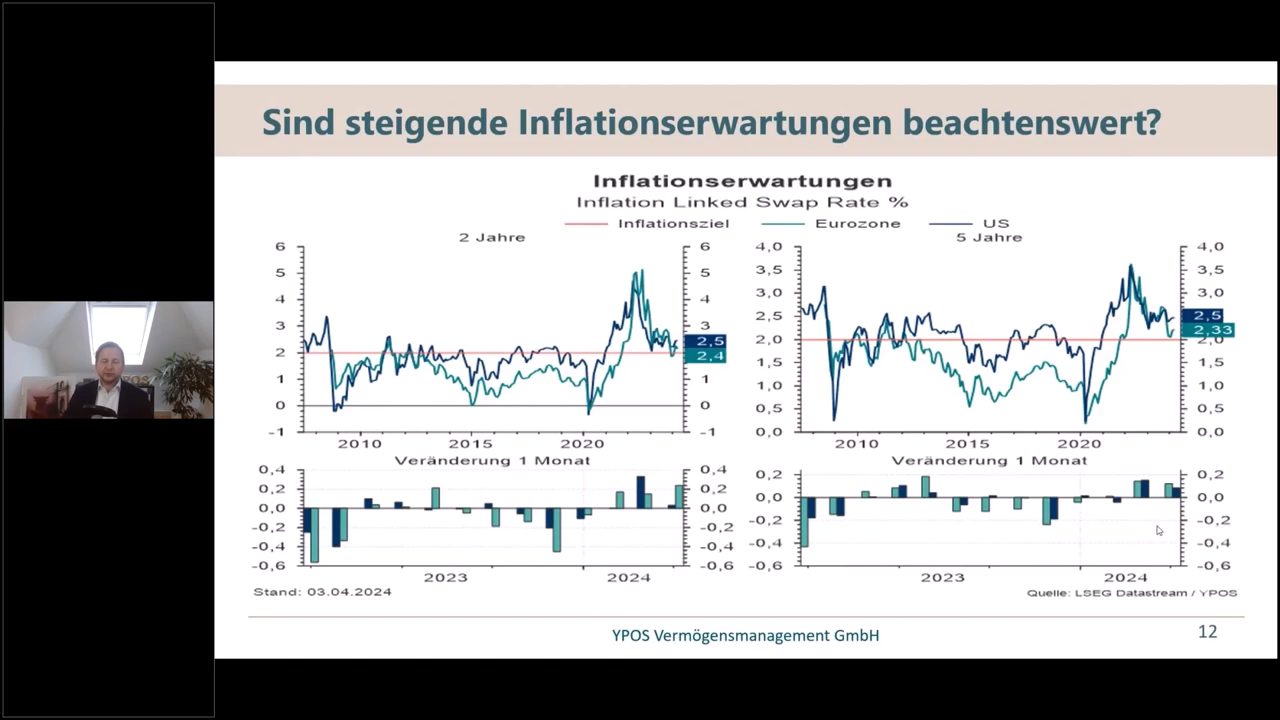 Sind steigende Inflationserwartungen beachtenswert?
Inflationserwartungen
Inflation Linked Swap Rate %
Inflationsziel Eurozone US
2 Jahre
6 6
5 5
4 4
3 3
2,5
2 2,4
1 1
0 0
-1 -1
2010 2015 2020
Veränderung 1 Monat
0,4 0,4
0,2 0,2
0,0 0,0
-0,2 -0,2
-0,4 -0,4
-0,6 -0,6
2023 2024
5 Jahre
4,0 4,0
3,5 3,5
3,0 3,0
2,5 2,5
2,33
2,0 2,0
1,5 1,5
1,0 1,0
0,5 0,5
0,0 0,0
2010 2015 2020
Veränderung 1 Monat
0,2 0,2
0,0 0,0
-0,2 -0,2
-0,4 -0,4
-0,6 -0,6
2023 2024
Stand: 03.04.2024
Quelle: LSEG Datastream / YPOS
YPOS Vermögensmanagement GmbH
12